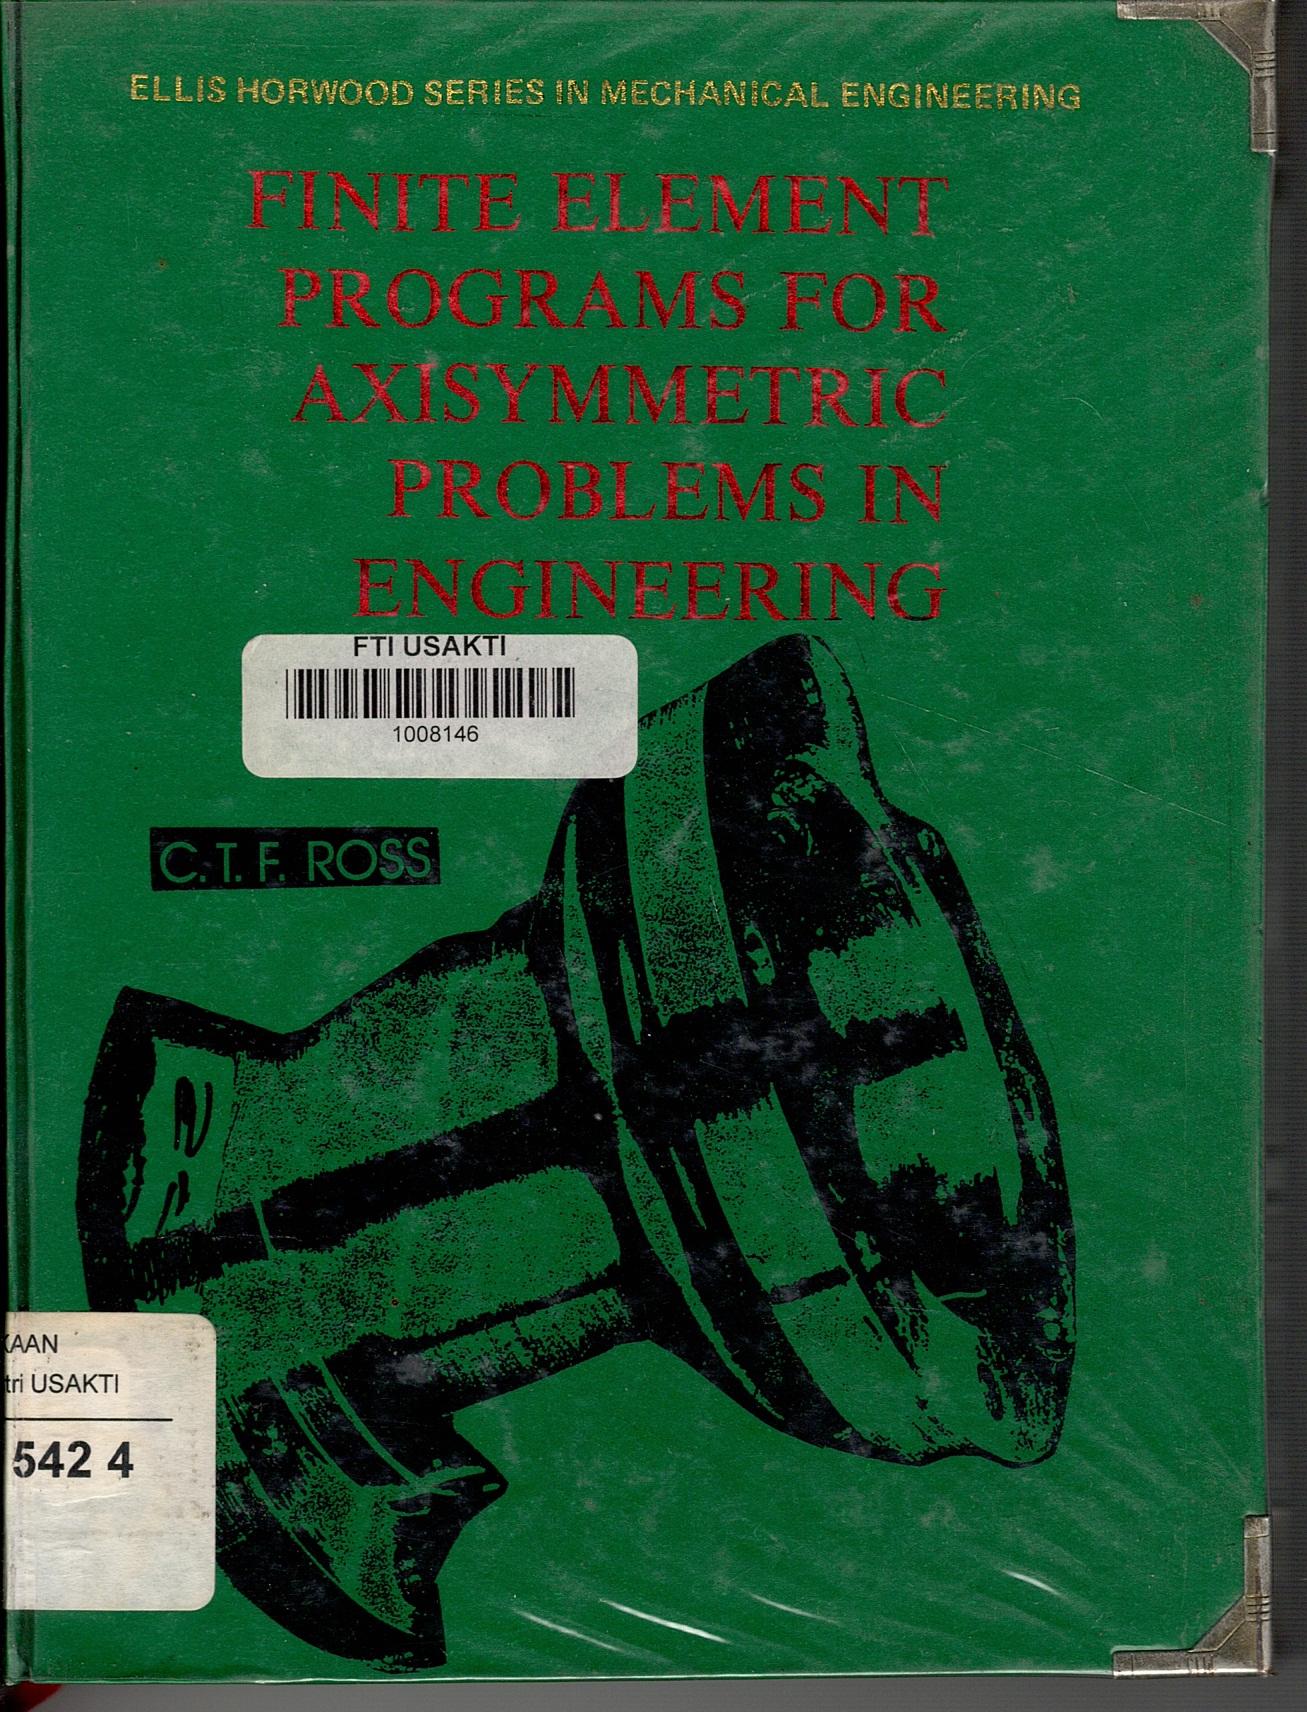 ELLIS HORWOOD SERIES IN MECHANICAL ENGINEERING
FINITE ELEMENT
PROGRAMS FOR
AXISYMMETRIC
PROBLEMS IN
ENGINEERING
FTI USAKTI
1008146
C.T.F. ROSS
KAAN
tri USAKTI
542 4